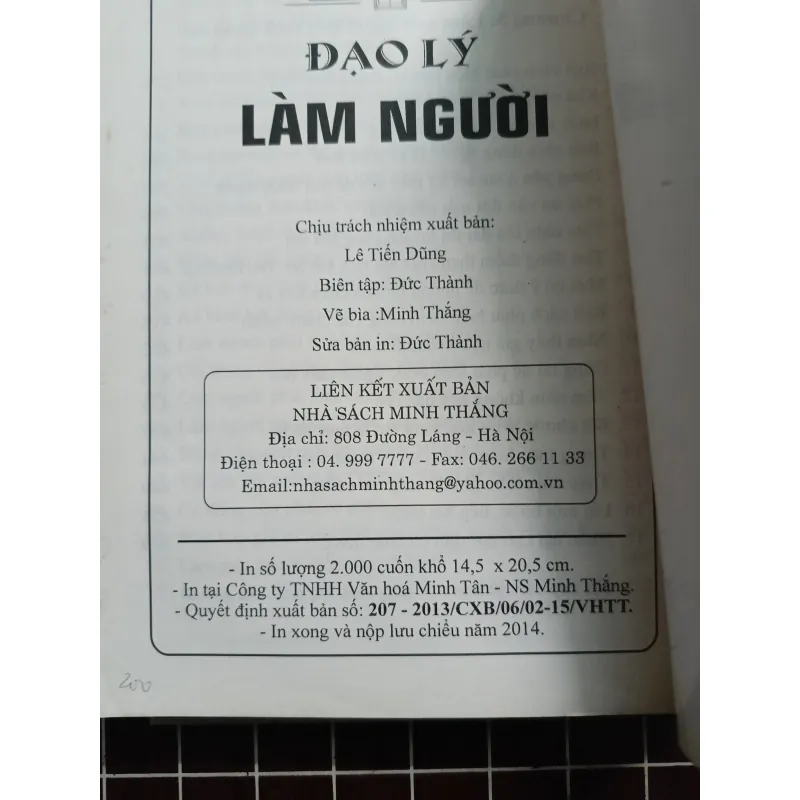 ĐẠO LÝ
LÀM NGƯỜI
Chịu trách nhiệm xuất bản:
Lê Tiến Dũng
Biên tập: Đức Thành
Vẽ bìa :Minh Thắng
Sửa bản in: Đức Thành
LIÊN KẾT XUẤT BẢN
NHÀ SÁCH MINH THẮNG
Địa chỉ: 808 Đường Láng - Hà Nội
Điện thoại : 04. 999 7777 - Fax: 046. 266 11 33
Email:nhasachminhthang@yahoo.com.vn
- In số lượng 2.000 cuốn khổ 14,5 x 20,5 cm.
- In tại Công ty TNHH Văn hoá Minh Tân - NS Minh Thắng.
- Quyết định xuất bản số: 207 - 2013/CXB/06/02-15/VHTT.
- In xong và nộp lưu chiểu năm 2014.
200